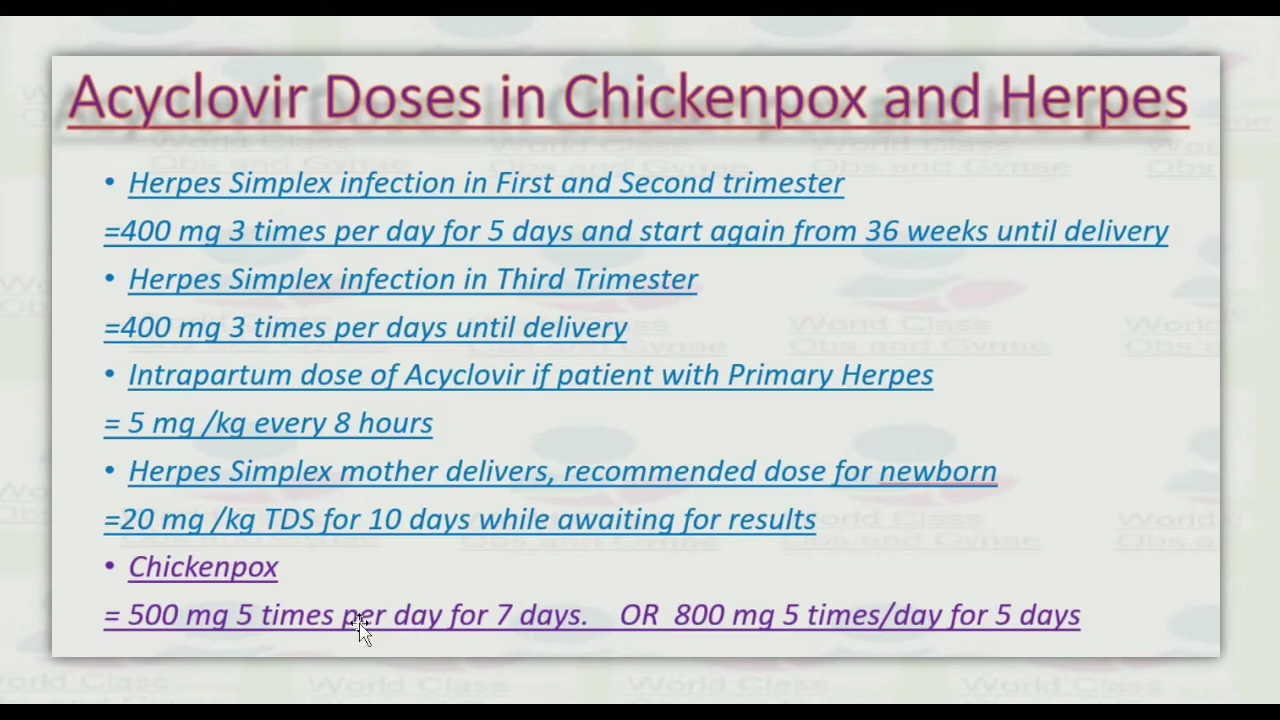 Acyclovir Doses in Chickenpox and Herpes
• Herpes Simplex infection in First and Second trimester
=400 mg 3 times per day for 5 days and start again from 36 weeks until delivery
• Herpes Simplex infection in Third Trimester
=400 mg 3 times per days until delivery
• Intrapartum dose of Acyclovir if patient with Primary Herpes
= 5 mg /kg every 8 hours
• Herpes Simplex mother delivers, recommended dose for newborn
=20 mg /kg TDS for 10 days while awaiting for results
• Chickenpox
= 500 mg 5 times per day for 7 days. OR 800 mg 5 times/day for 5 days
World Class
Obs and Gynae